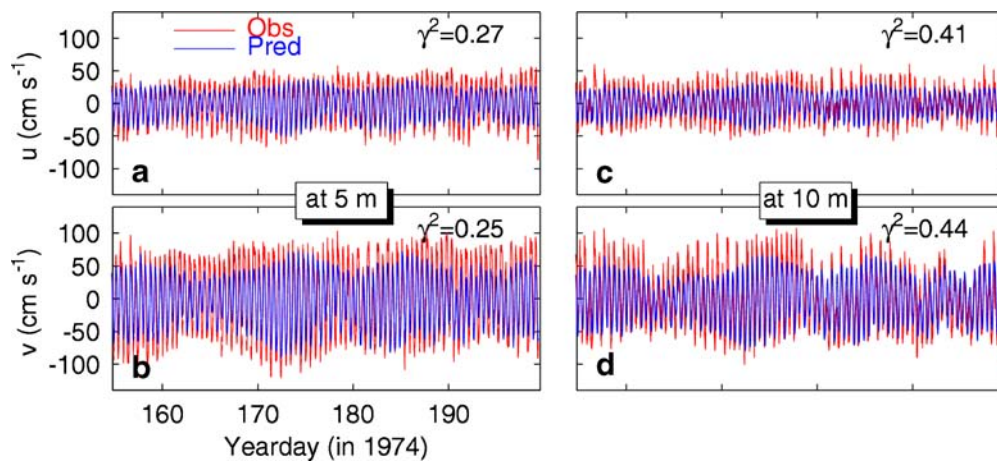 Obs
Pred
γ²=0.27
γ²=0.41
100
50
0
-50
-100
u (cm s⁻¹)
a
c
at 5 m
at 10 m
γ²=0.25
γ²=0.44
100
50
0
-50
-100
v (cm s⁻¹)
b
d
160 170 180 190
Yearday (in 1974)